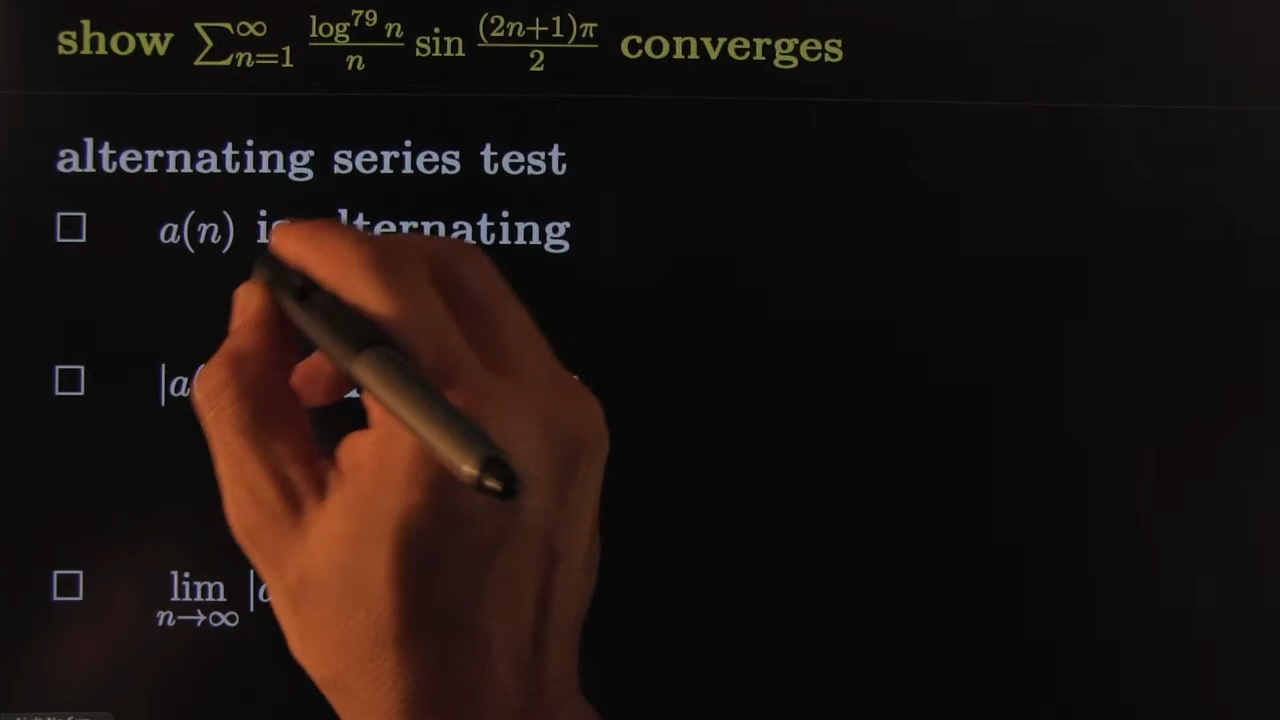 show $\sum_{n=1}^{\infty} \frac{\log^{79} n}{n} \sin \frac{(2n+1)\pi}{2}$ converges
alternating series test
□ a(n) alternating
□ |a(
□ $\lim_{n\to\infty}$ |a